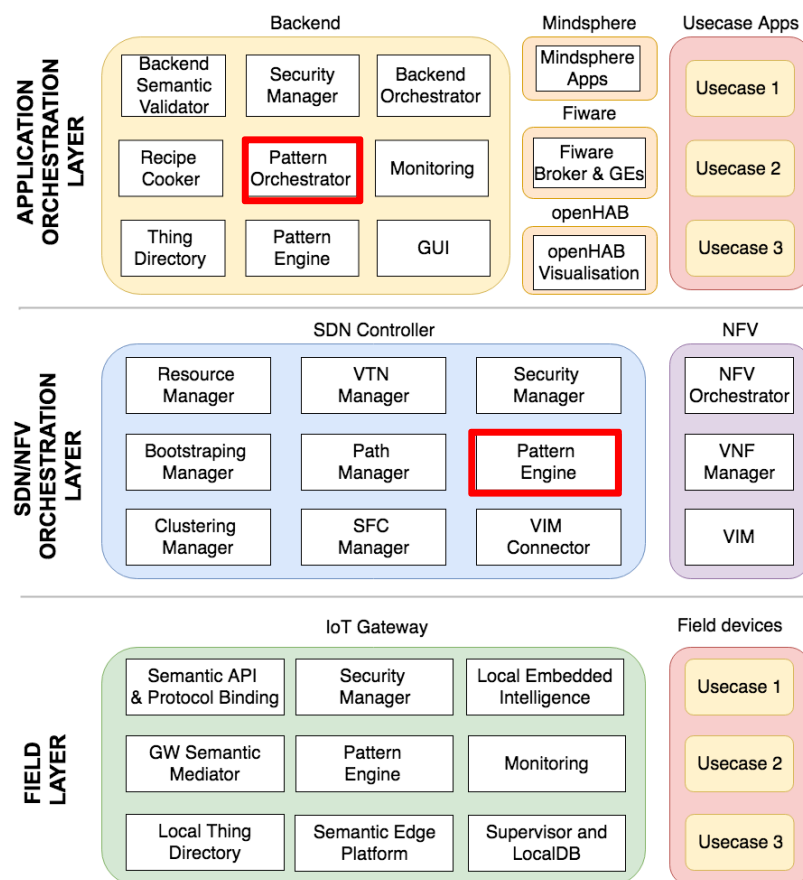 Backend
Mindsphere
Usecase Apps
APPLICATION
ORCHESTRATION
LAYER
Backend
Semantic
Validator
Security
Manager
Backend
Orchestrator
Mindsphere
Apps
Usecase 1
Fiware
Recipe
Cooker
Pattern
Orchestrator
Monitoring
Fiware
Broker & GEs
Usecase 2
openHAB
Thing
Directory
Pattern
Engine
GUI
openHAB
Visualisation
Usecase 3
SDN Controller
NFV
SDN/NFV
ORCHESTRATION
LAYER
Resource
Manager
VTN
Manager
Security
Manager
NFV
Orchestrator
Bootstraping
Manager
Path
Manager
Pattern
Engine
VNF
Manager
Clustering
Manager
SFC
Manager
VIM
Connector
VIM
IoT Gateway
Field devices
FIELD
LAYER
Semantic API
& Protocol Binding
Security
Manager
Local Embedded
Intelligence
Usecase 1
GW Semantic
Mediator
Pattern
Engine
Monitoring
Usecase 2
Local Thing
Directory
Semantic Edge
Platform
Supervisor and
LocalDB
Usecase 3